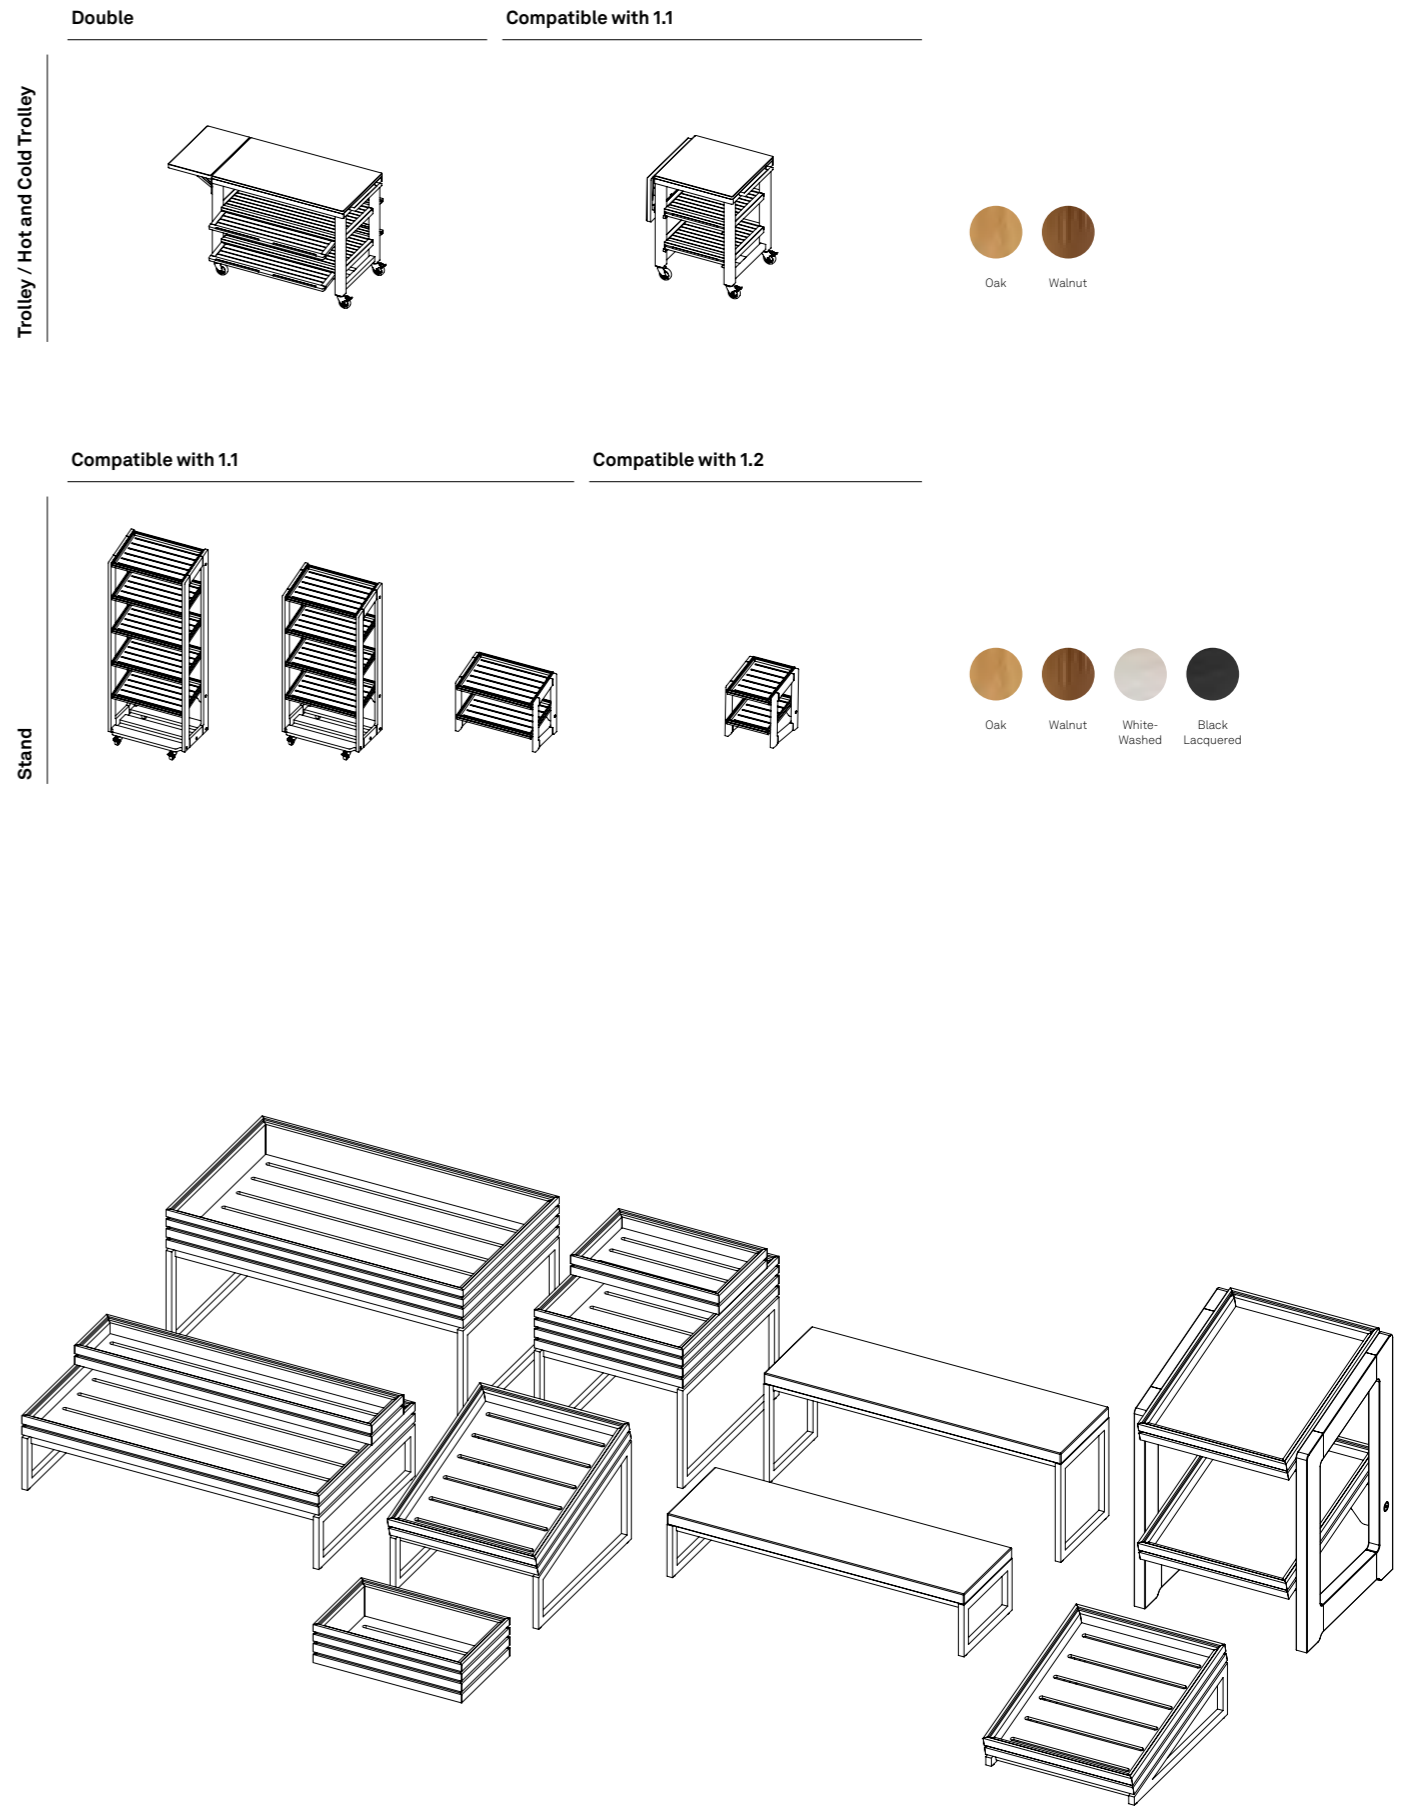 Double
Compatible with 1.1
Trolley / Hot and Cold Trolley
Oak
Walnut
Compatible with 1.1
Compatible with 1.2
Stand
Oak
Walnut
White-
Washed
Black
Lacquered